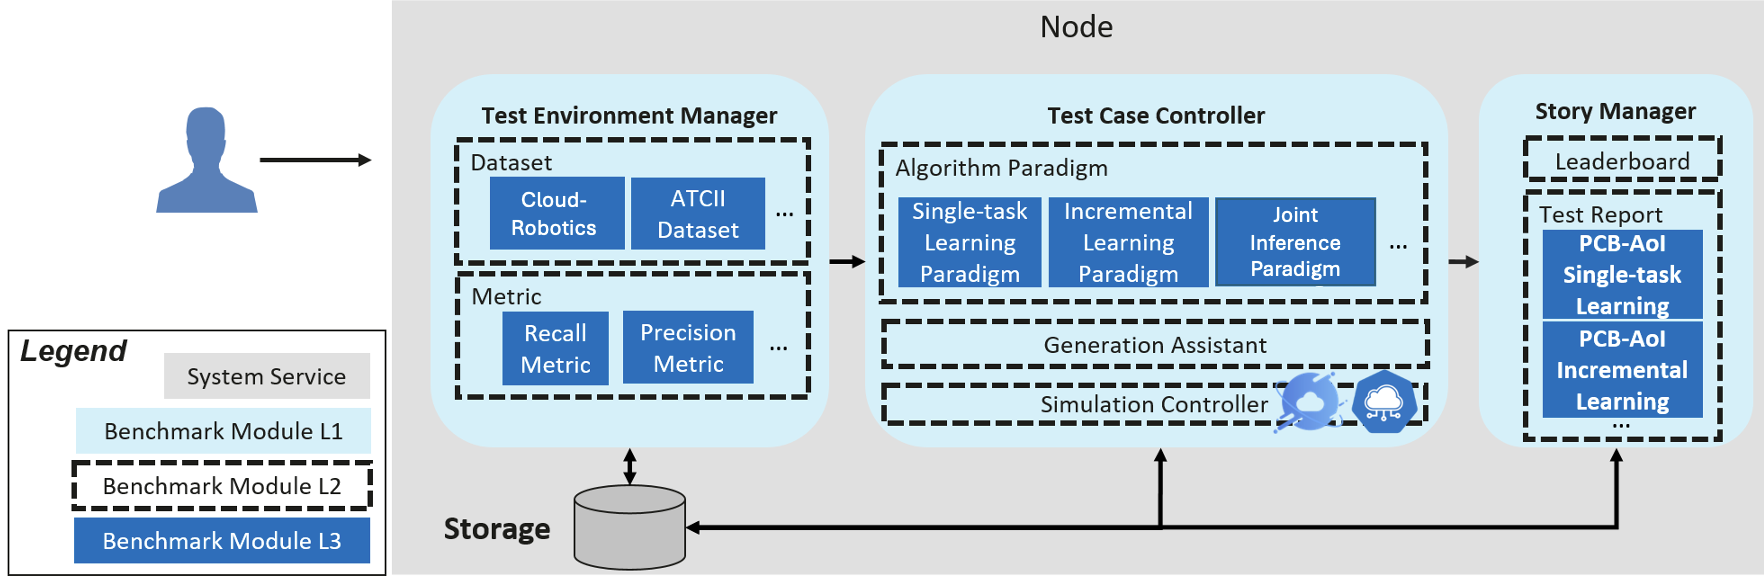 Node
Test Environment Manager
Dataset
Cloud-
Robotics
ATCII
Dataset
...
Metric
Recall
Metric
Precision
Metric
...
Test Case Controller
Algorithm Paradigm
Single-task
Learning
Paradigm
Incremental
Learning
Paradigm
Joint
Inference
Paradigm
...
Generation Assistant
Simulation Controller
Story Manager
Leaderboard
Test Report
PCB-AoI
Single-task
Learning
PCB-AoI
Incremental
Learning
...
Storage
Legend
System Service
Benchmark Module L1
Benchmark Module L2
Benchmark Module L3